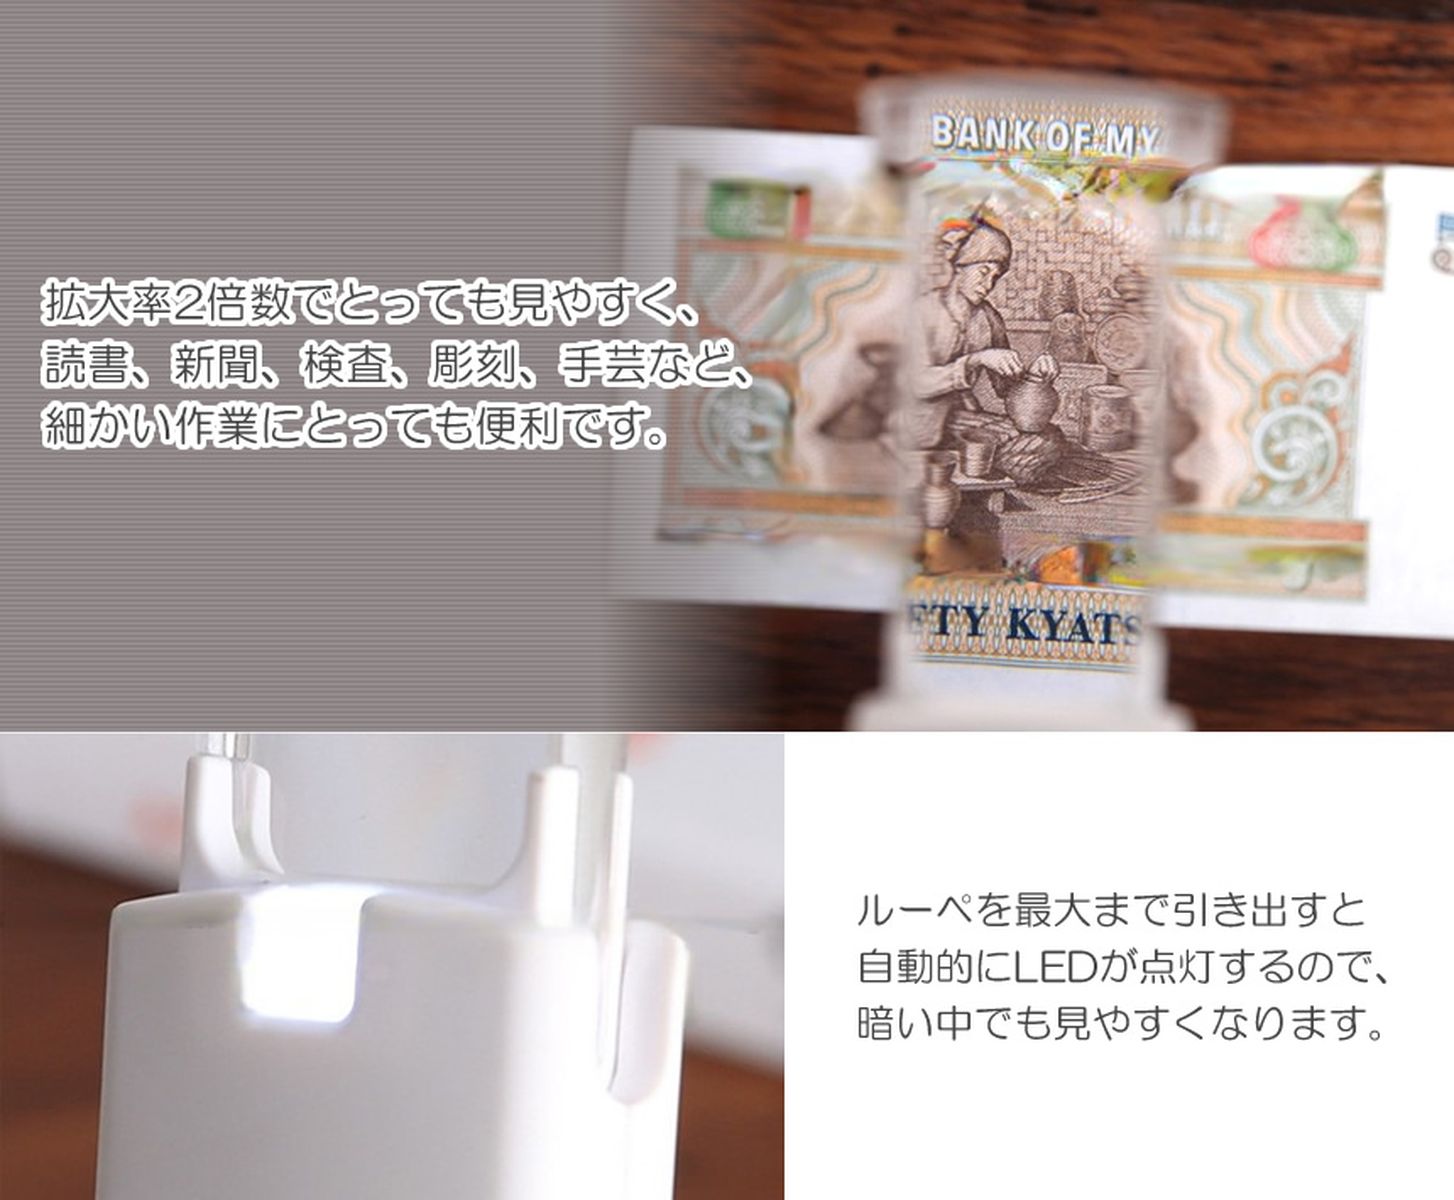 拡大率2倍数でとっても見やすく、
読書、新聞、検査、彫刻、手芸など、
細かい作業にとっても便利です。
BANK OF MY
FTY KYATS
ルーペを最大まで引き出すと
自動的にLEDが点灯するので、
暗い中でも見やすくなります。